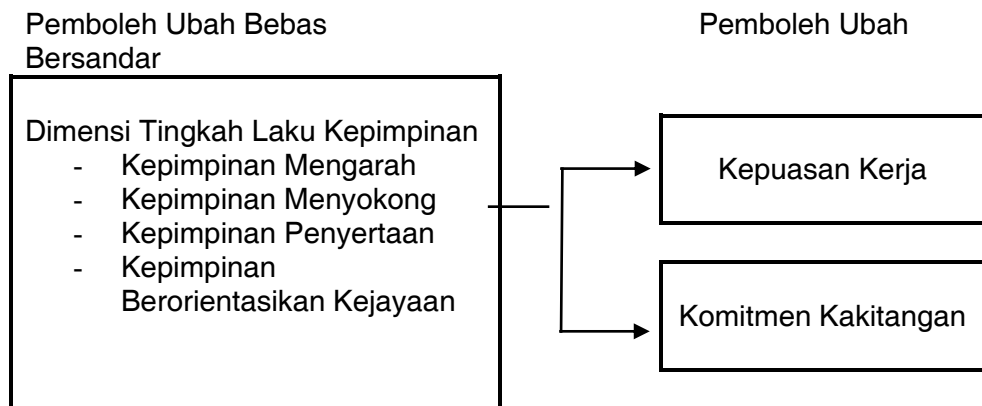 Pemboleh Ubah Bebas Pemboleh Ubah
Bersandar
Dimensi Tingkah Laku Kepimpinan
- Kepimpinan Mengarah
- Kepimpinan Menyokong
- Kepimpinan Penyertaan
- Kepimpinan
Berorientasikan Kejayaan
Kepuasan Kerja
Komitmen Kakitangan